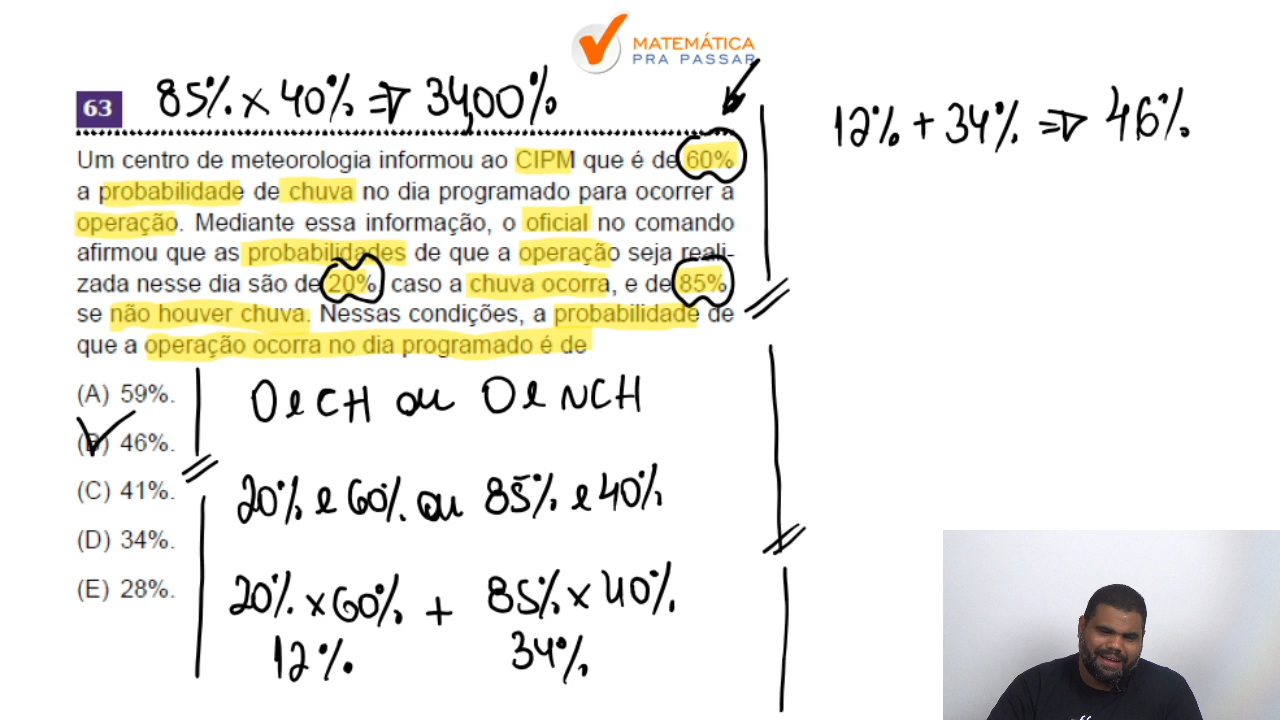 MATEMÁTICA
PRA PASSAR
63
85% x 40% ⇒ 34,00%
12% + 34% ⇒ 46%
Um centro de meteorologia informou ao CIPM que é de 60%
a probabilidade de chuva no dia programado para ocorrer a
operação. Mediante essa informação, o oficial no comando
afirmou que as probabilidades de que a operação seja reali-
zada nesse dia são de 20%, caso a chuva ocorra, e de 85%
se não houver chuva. Nessas condições, a probabilidade de
que a operação ocorra no dia programado é de
(A) 59%.
(B) 46%.
(C) 41%.
(D) 34%.
(E) 28%.
O e CH ou O e NCH
20% e 60% ou 85% e 40%
20% x 60% + 85% x 40%
12% 34%